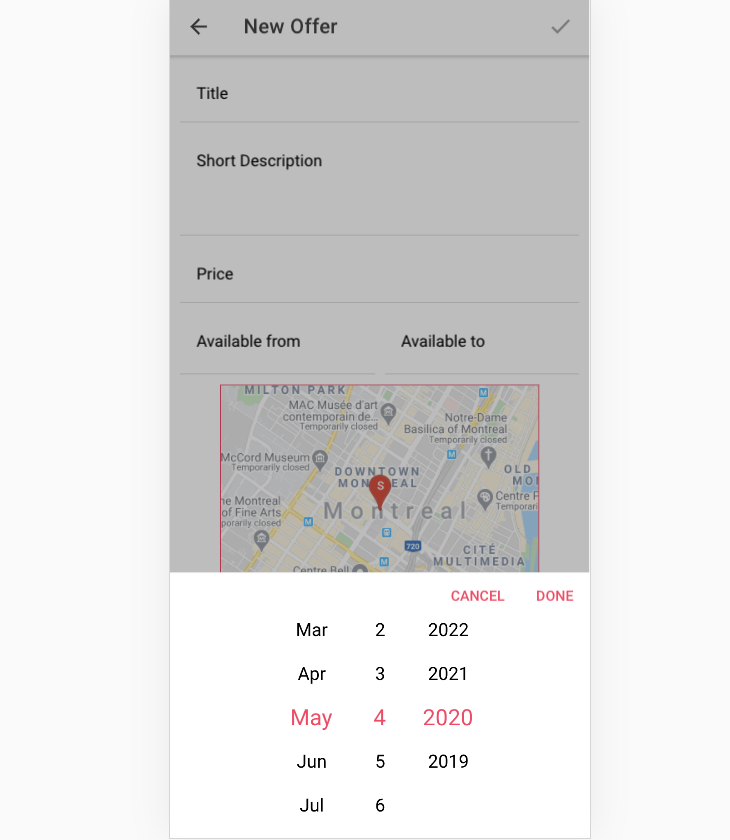 New Offer
Title
Short Description
Price
Available from
Available to
MILTON PARK
MAC Musée d'art
contemporain de...
Temporarily closed
Notre-Dame
Basilica of Montreal
Temporarily closed
McCord Museum
Temporarily closed
DOWNTOWN
MONTREAL
OLD
MON
S
Centre P
Temporari
Montreal
ne Montreal
of Fine Arts
porarily closed
720
CITÉ
MULTIMEDIA
Centre Bell
CANCEL DONE
Mar 2 2022
Apr 3 2021
May 4 2020
Jun 5 2019
Jul 6